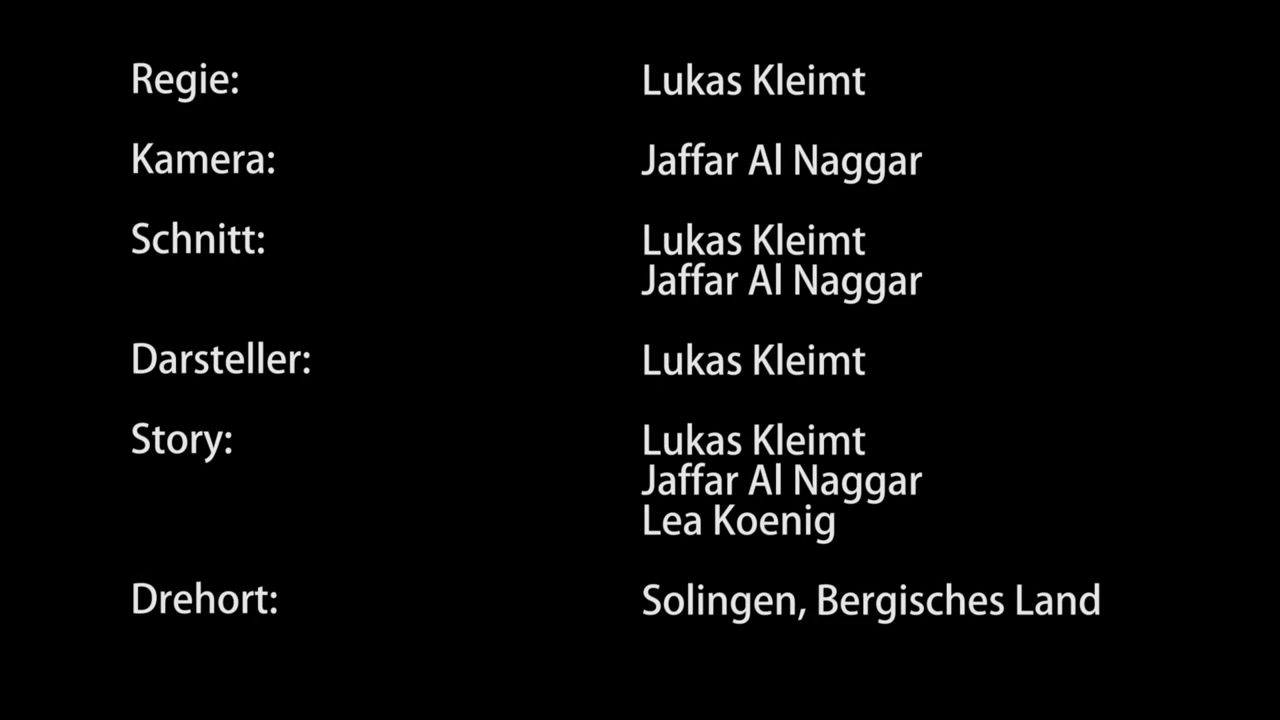 Regie: Lukas Kleimt
Kamera: Jaffar Al Naggar
Schnitt: Lukas Kleimt
Jaffar Al Naggar
Darsteller: Lukas Kleimt
Story: Lukas Kleimt
Jaffar Al Naggar
Lea Koenig
Drehort: Solingen, Bergisches Land